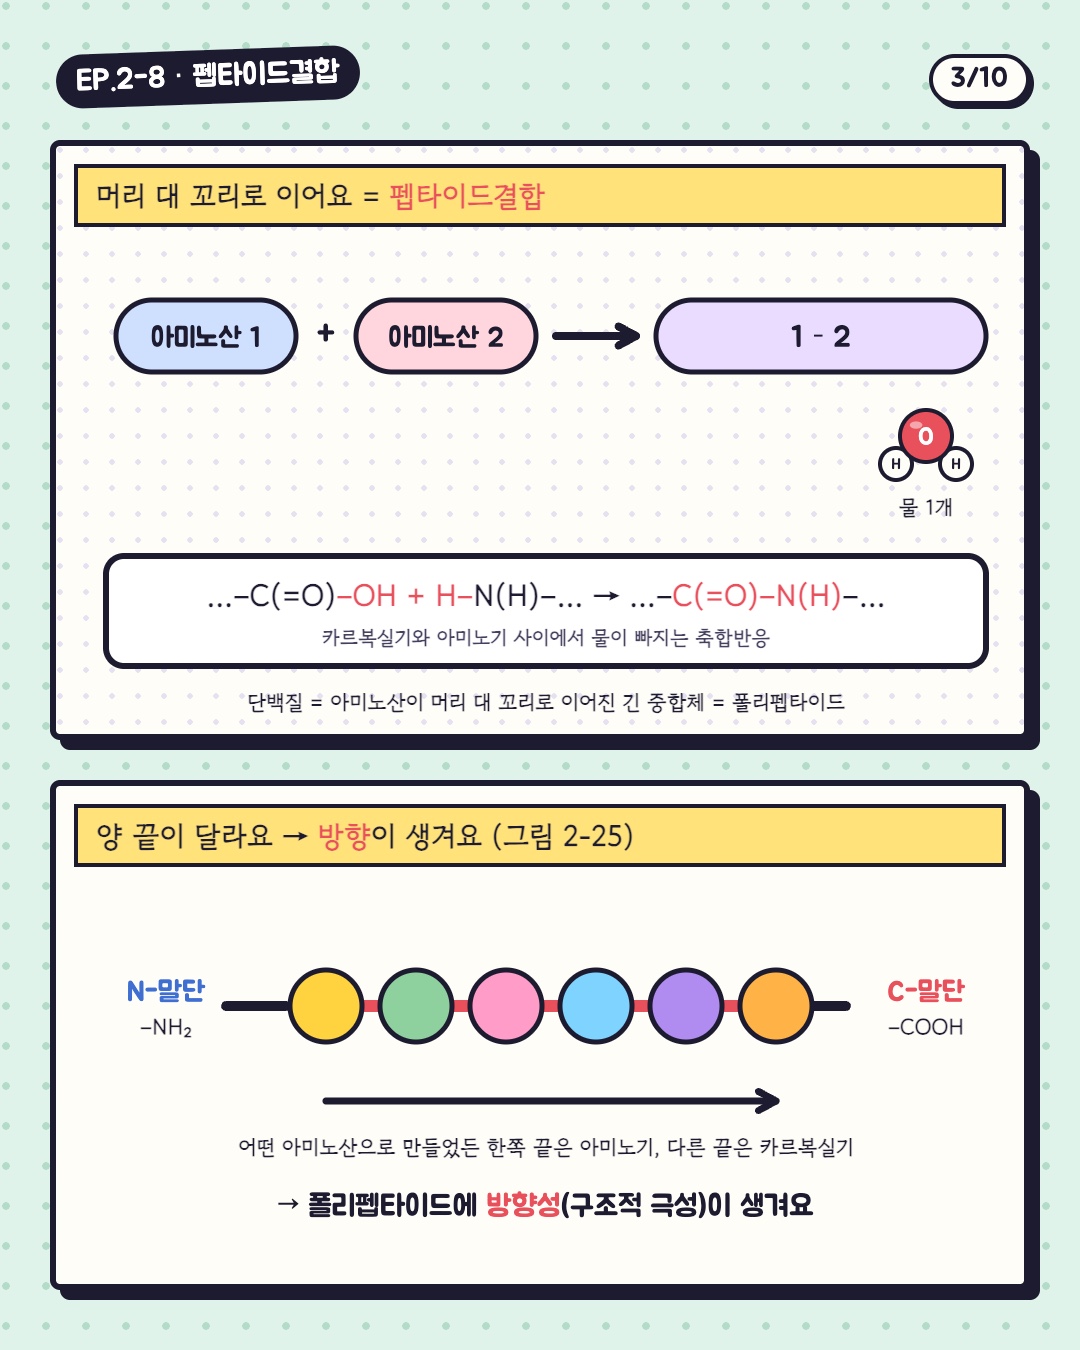 EP.2-8 · 펩타이드결합
3/10
머리 대 꼬리로 이어요 = 펩타이드결합
아미노산 1 + 아미노산 2 → 1 - 2
O
H H
물 1개
...–C(=O)–OH + H–N(H)–... → ...–C(=O)–N(H)–...
카르복실기와 아미노기 사이에서 물이 빠지는 축합반응
단백질 = 아미노산이 머리 대 꼬리로 이어진 긴 중합체 = 폴리펩타이드
양 끝이 달라요 → 방향이 생겨요 (그림 2-25)
N-말단
–NH₂
C-말단
–COOH
어떤 아미노산으로 만들었든 한쪽 끝은 아미노기, 다른 끝은 카르복실기
→ 폴리펩타이드에 방향성(구조적 극성)이 생겨요